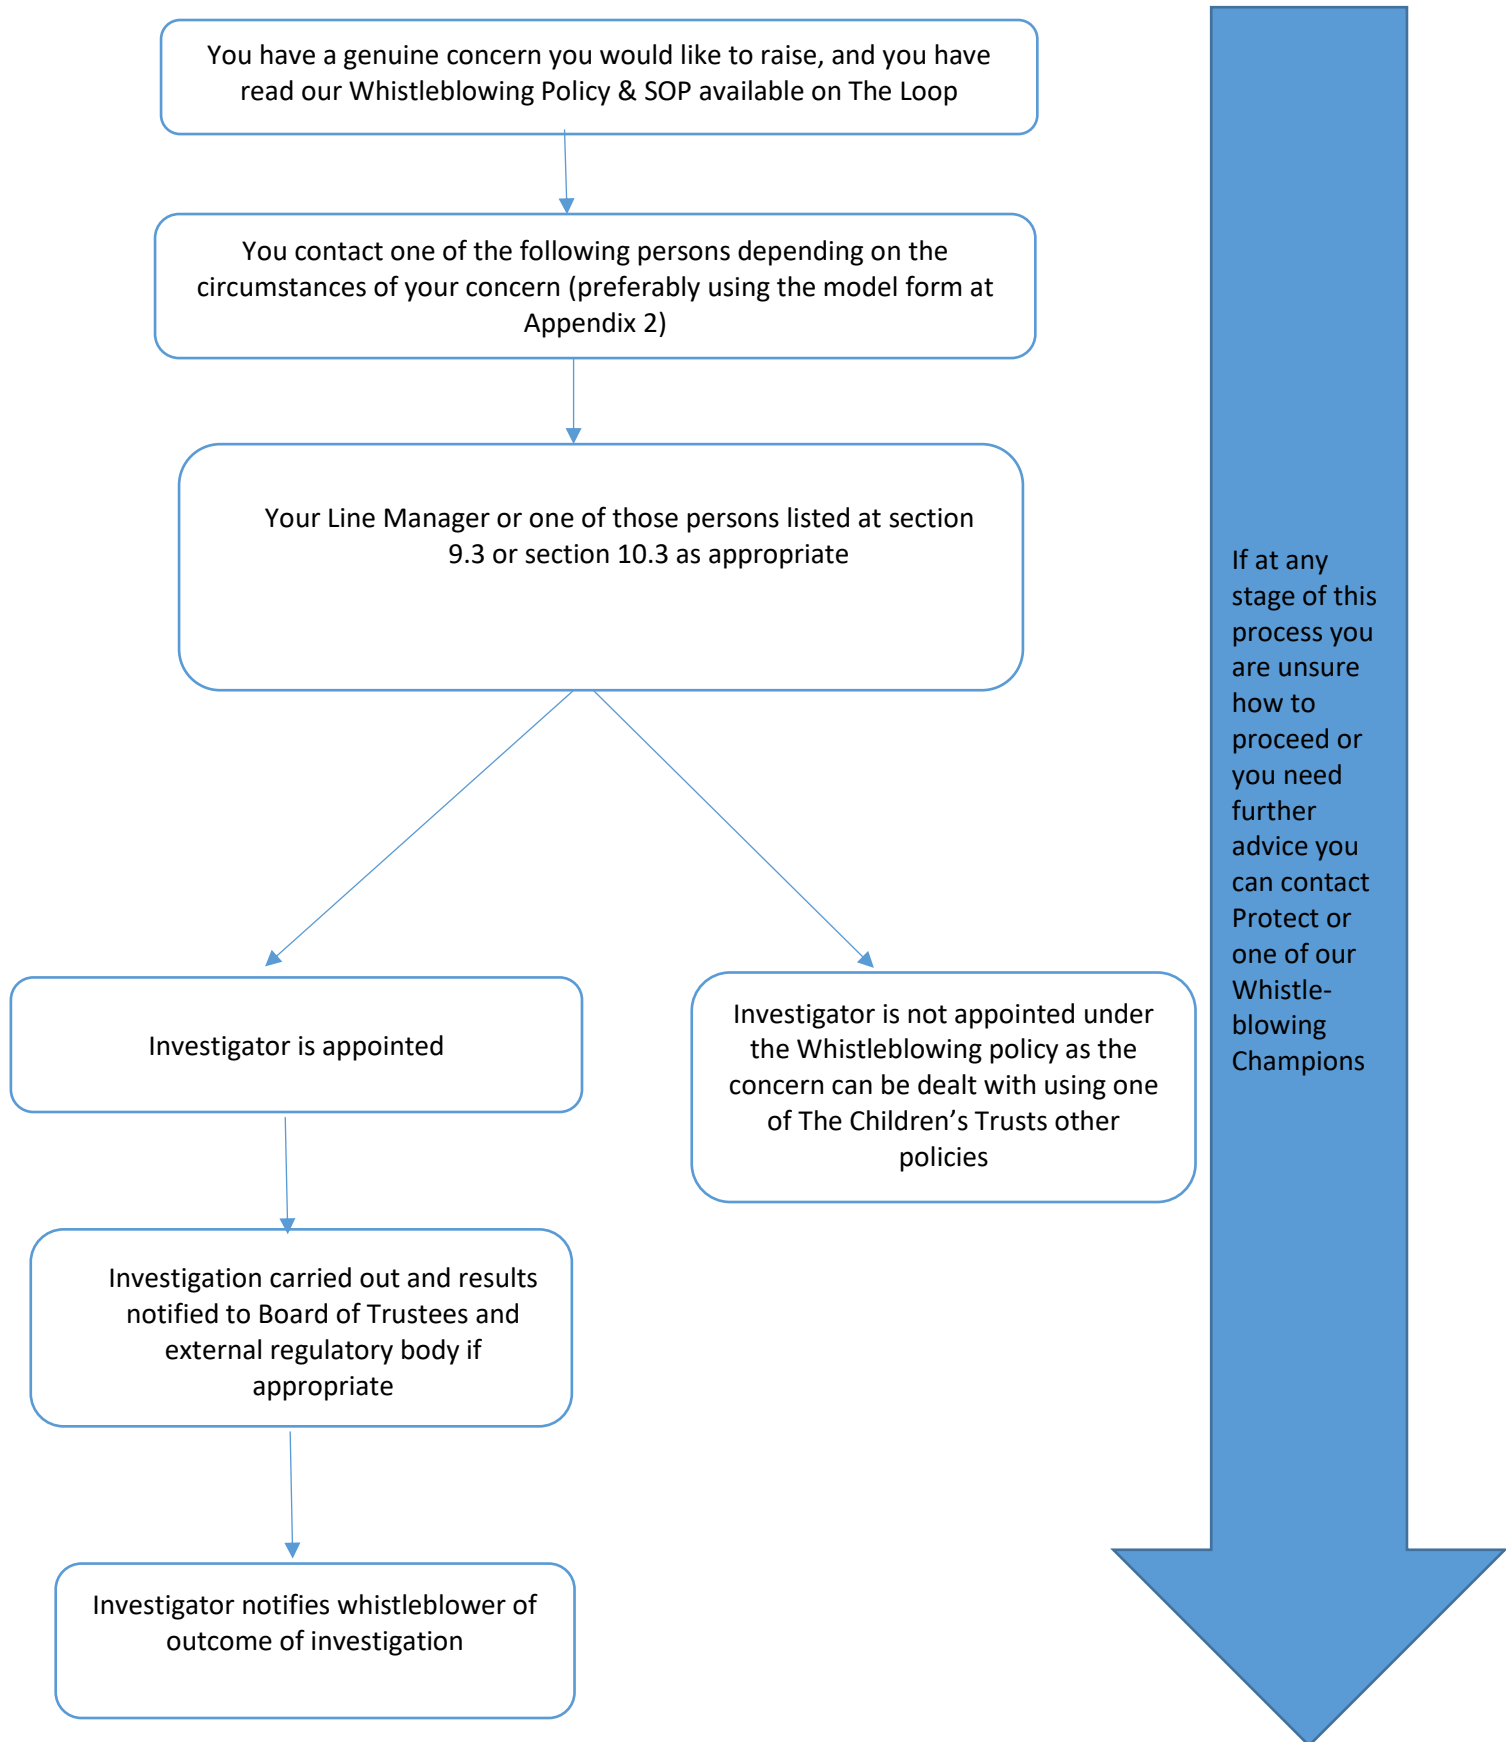 You have a genuine concern you would like to raise, and you have
read our Whistleblowing Policy & SOP available on The Loop
You contact one of the following persons depending on the
circumstances of your concern (preferably using the model form at
Appendix 2)
Your Line Manager or one of those persons listed at section
9.3 or section 10.3 as appropriate
Investigator is appointed
Investigator is not appointed under
the Whistleblowing policy as the
concern can be dealt with using one
of The Children’s Trusts other
policies
Investigation carried out and results
notified to Board of Trustees and
external regulatory body if
appropriate
Investigator notifies whistleblower of
outcome of investigation
If at any
stage of this
process you
are unsure
how to
proceed or
you need
further
advice you
can contact
Protect or
one of our
Whistle-
blowing
Champions